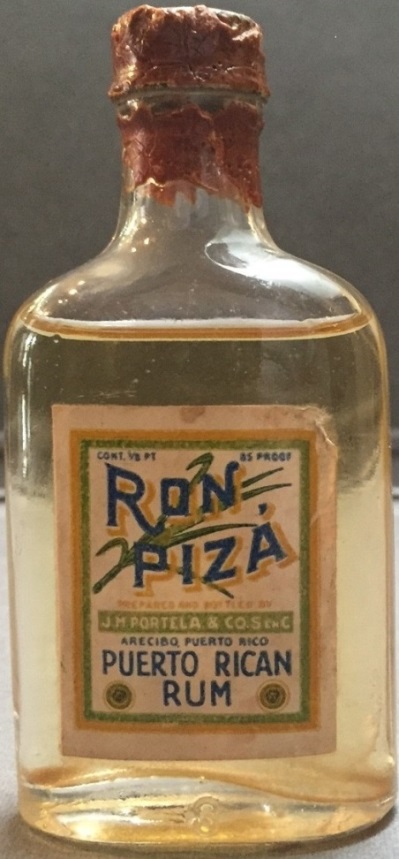 CONT. 1/8 PT 85 PROOF
RON
PIZÁ
PREPARED AND BOTTLED BY
J.M PORTELA & CO. S EN C
ARECIBO, PUERTO RICO
PUERTO RICAN
RUM